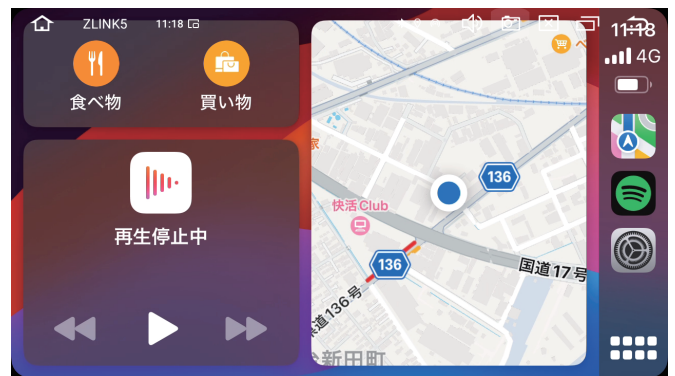 ZLINK5 11:18
11:18
4G
食べ物
買い物
再生停止中
136
快活Club
136
国道17号
県道136号
新田町